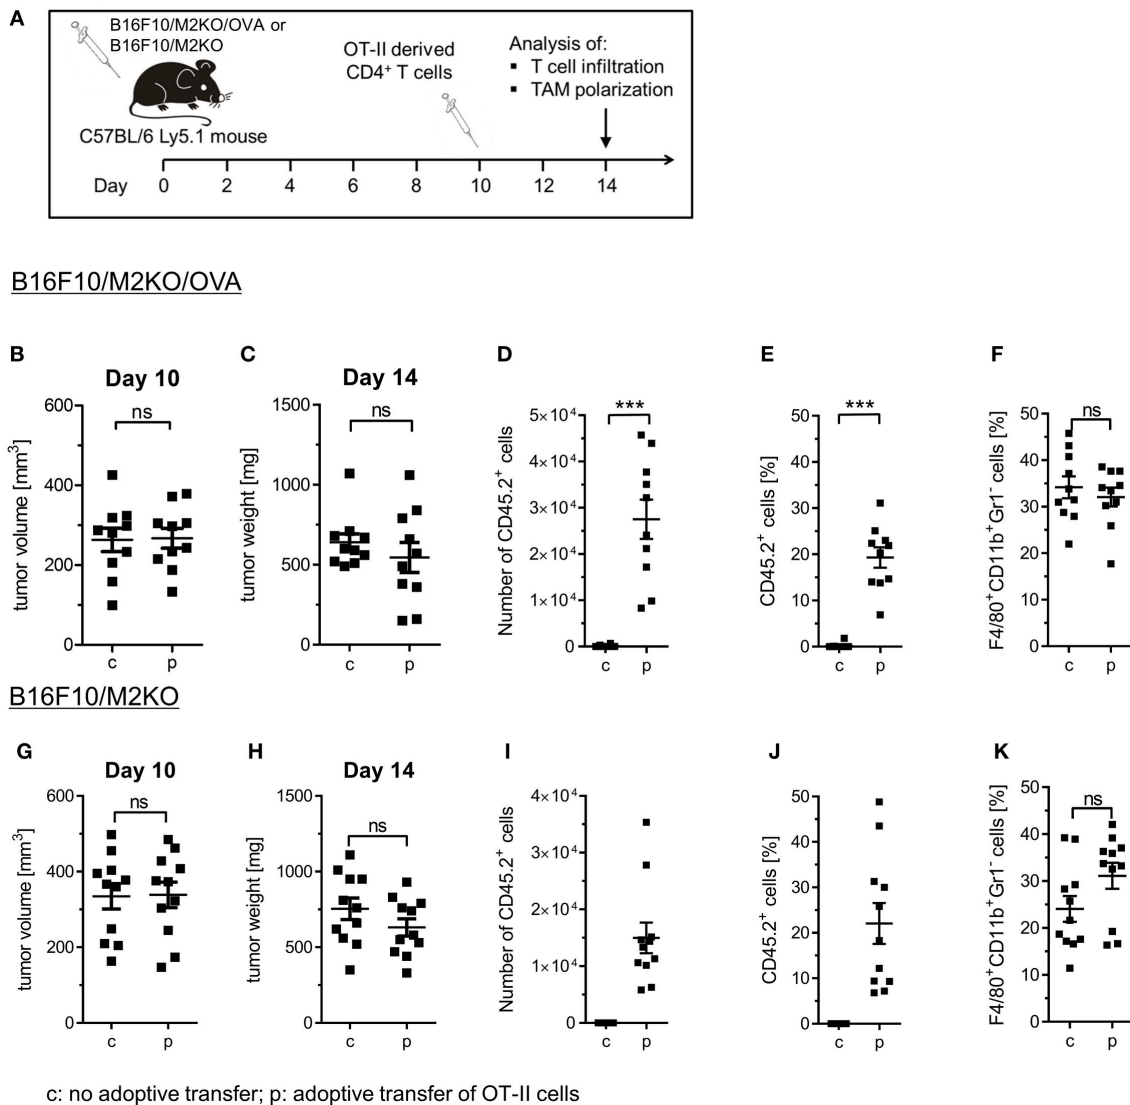 A
B16F10/M2KO/OVA or
B16F10/M2KO
OT-II derived
CD4⁺ T cells
Analysis of:
▪ T cell infiltration
▪ TAM polarization
C57BL/6 Ly5.1 mouse
Day 0 2 4 6 8 10 12 14
B16F10/M2KO/OVA
B
Day 10
ns
tumor volume [mm³]
600
400
200
0
c p
C
Day 14
ns
tumor weight [mg]
1500
1000
500
0
c p
D
***
Number of CD45.2⁺ cells
5×10⁴
4×10⁴
3×10⁴
2×10⁴
1×10⁴
0
c p
E
***
CD45.2⁺ cells [%]
50
40
30
20
10
0
c p
F
ns
F4/80⁺CD11b⁺Gr1⁻ cells [%]
50
40
30
20
10
0
c p
B16F10/M2KO
G
Day 10
ns
tumor volume [mm³]
600
400
200
0
c p
H
Day 14
ns
tumor weight [mg]
1500
1000
500
0
c p
I
Number of CD45.2⁺ cells
4×10⁴
3×10⁴
2×10⁴
1×10⁴
0
c p
J
CD45.2⁺ cells [%]
50
40
30
20
10
0
c p
K
ns
F4/80⁺CD11b⁺Gr1⁻ cells [%]
50
40
30
20
10
0
c p
c: no adoptive transfer; p: adoptive transfer of OT-II cells